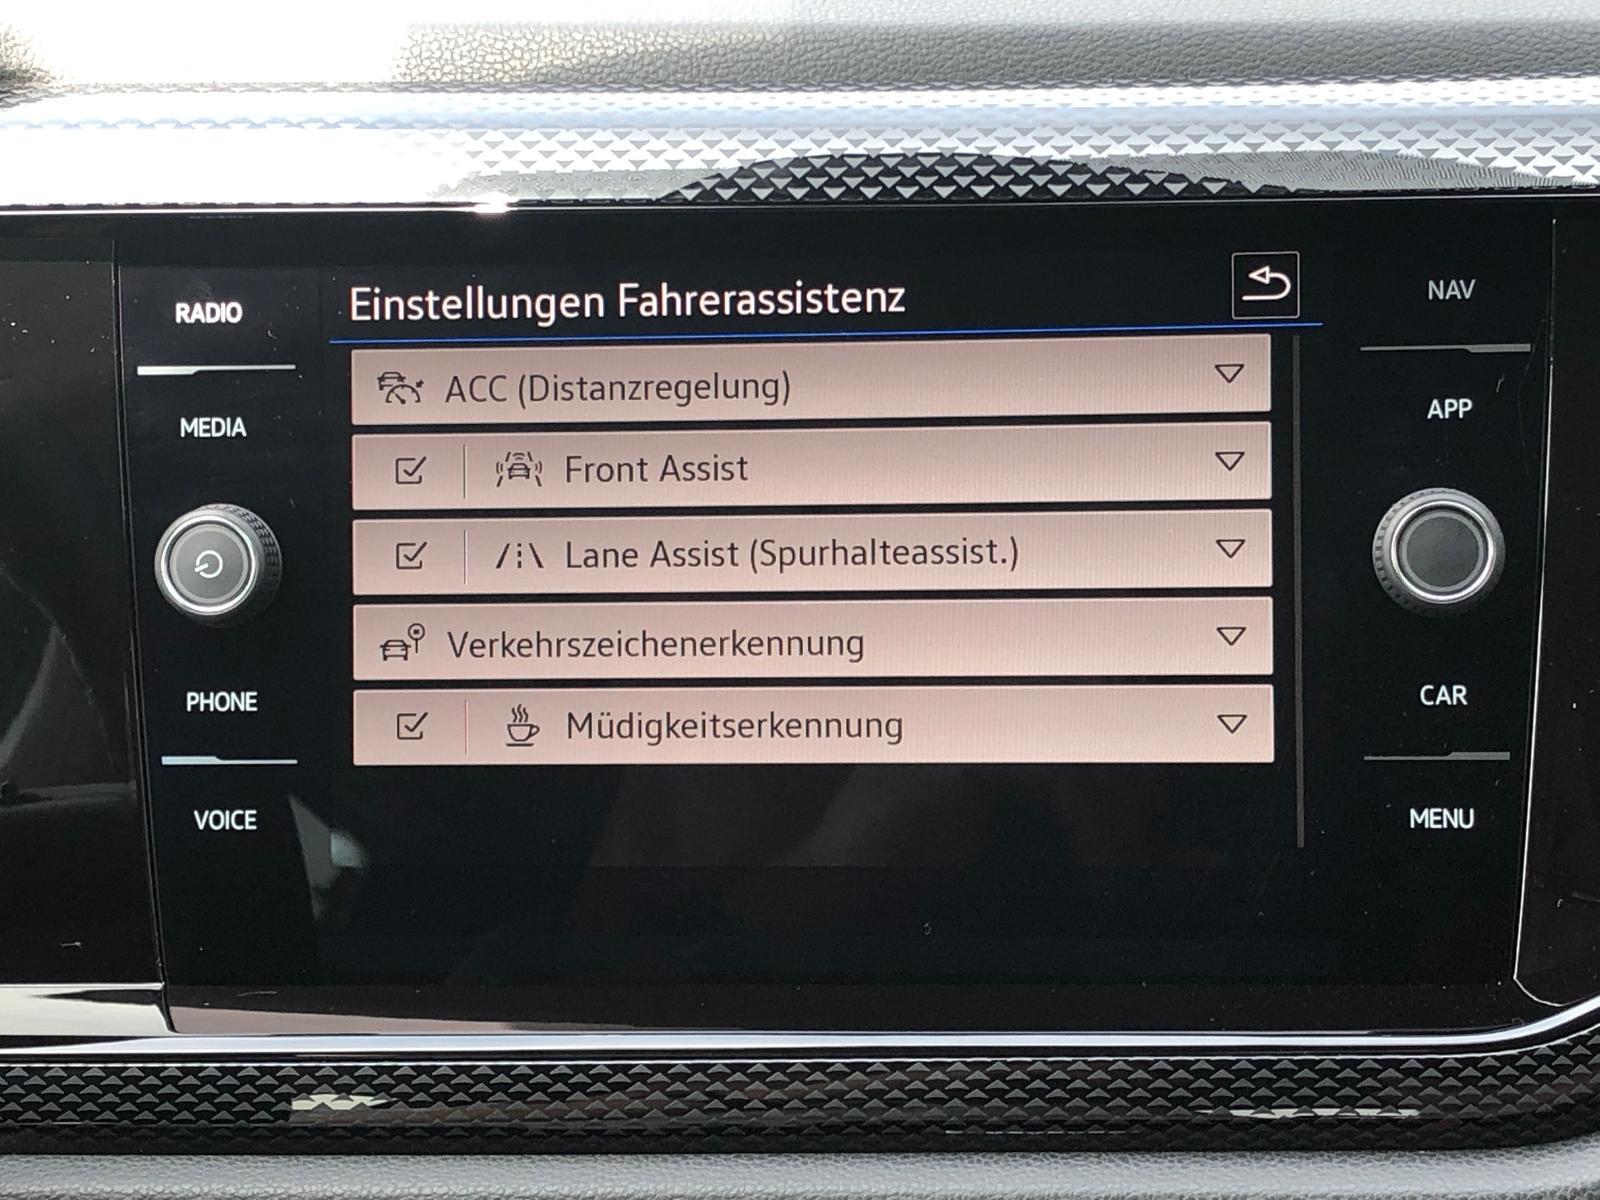 RADIO
MEDIA
PHONE
VOICE
Einstellungen Fahrerassistenz
ACC (Distanzregelung)
Front Assist
Lane Assist (Spurhalteassist.)
Verkehrszeichenerkennung
Müdigkeitserkennung
NAV
APP
CAR
MENU